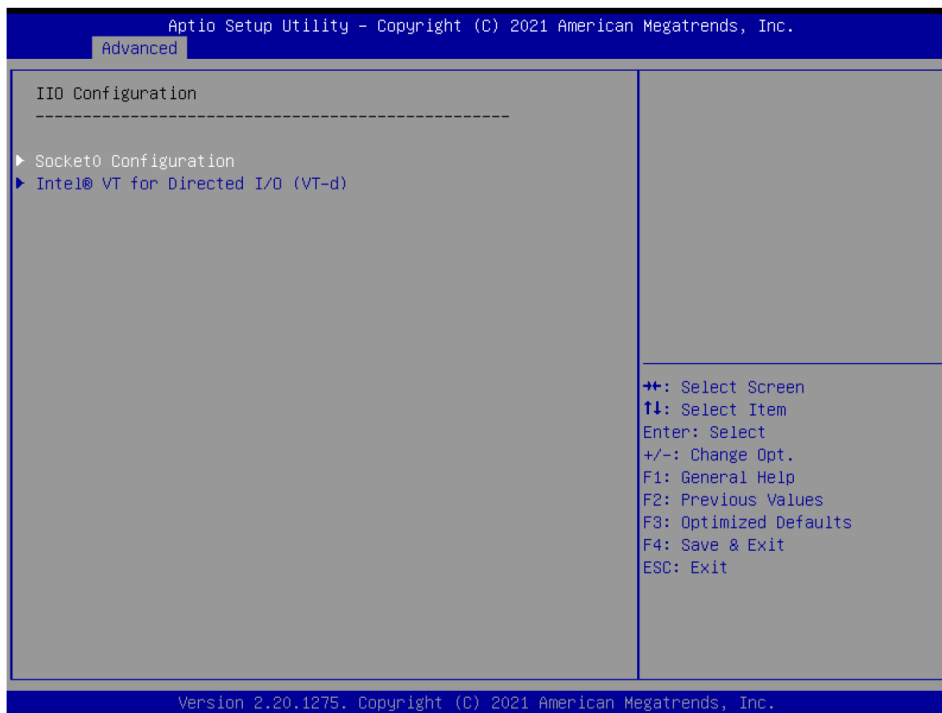 Aptio Setup Utility – Copyright (C) 2021 American Megatrends, Inc.
Advanced
IIO Configuration
--------------------------------------------------
▶ Socket0 Configuration
▶ Intel® VT for Directed I/O (VT-d)
→←: Select Screen
↑↓: Select Item
Enter: Select
+/-: Change Opt.
F1: General Help
F2: Previous Values
F3: Optimized Defaults
F4: Save & Exit
ESC: Exit
Version 2.20.1275. Copyright (C) 2021 American Megatrends, Inc.